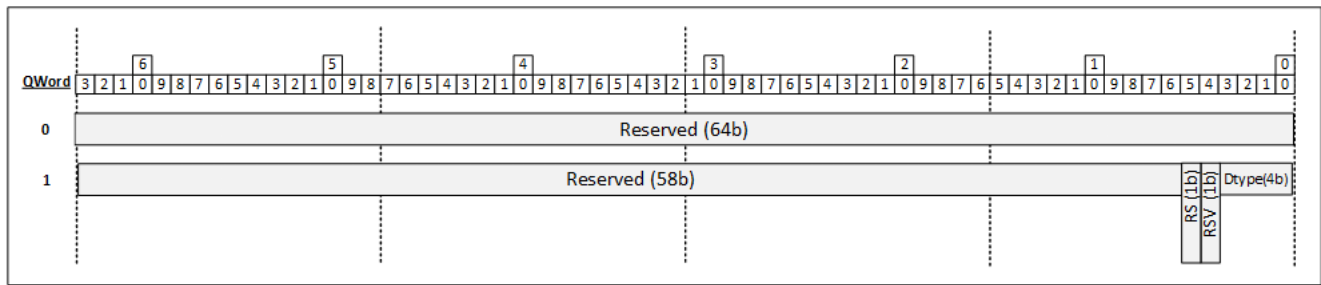 6 5 4 3 2 1 0
QWord 3 2 1 0 9 8 7 6 5 4 3 2 1 0 9 8 7 6 5 4 3 2 1 0 9 8 7 6 5 4 3 2 1 0 9 8 7 6 5 4 3 2 1 0 9 8 7 6 5 4 3 2 1 0 9 8 7 6 5 4 3 2 1 0
0 Reserved (64b)
1 Reserved (58b) RS (1b) RSV (1b) Dtype(4b)